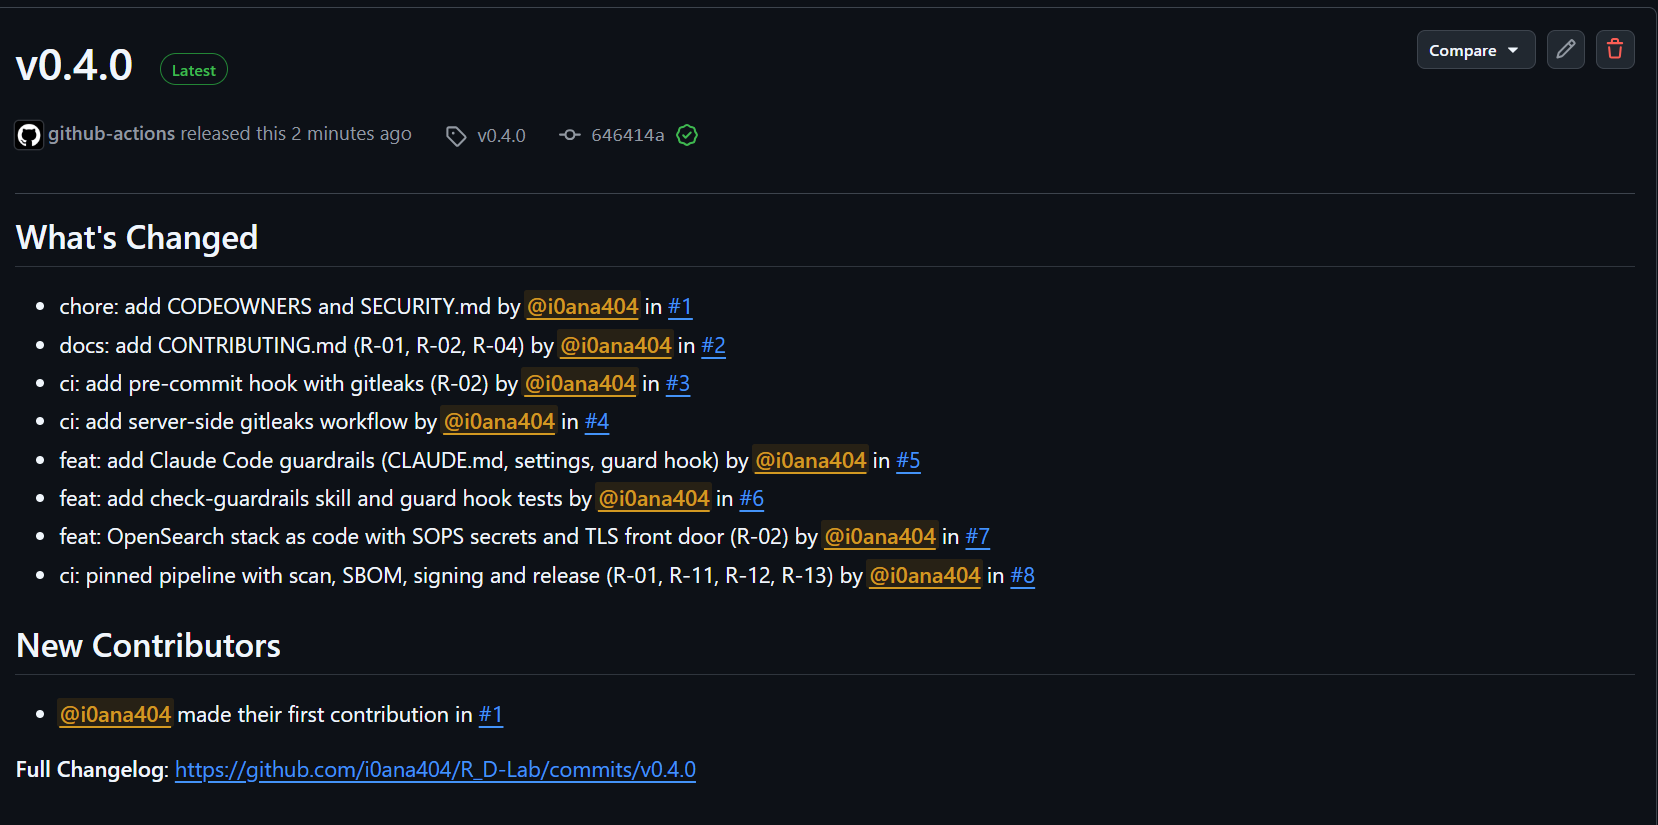 v0.4.0 Latest Compare
github-actions released this 2 minutes ago v0.4.0 646414a
What's Changed
chore: add CODEOWNERS and SECURITY.md by @i0ana404 in #1
docs: add CONTRIBUTING.md (R-01, R-02, R-04) by @i0ana404 in #2
ci: add pre-commit hook with gitleaks (R-02) by @i0ana404 in #3
ci: add server-side gitleaks workflow by @i0ana404 in #4
feat: add Claude Code guardrails (CLAUDE.md, settings, guard hook) by @i0ana404 in #5
feat: add check-guardrails skill and guard hook tests by @i0ana404 in #6
feat: OpenSearch stack as code with SOPS secrets and TLS front door (R-02) by @i0ana404 in #7
ci: pinned pipeline with scan, SBOM, signing and release (R-01, R-11, R-12, R-13) by @i0ana404 in #8
New Contributors
@i0ana404 made their first contribution in #1
Full Changelog: https://github.com/i0ana404/R_D-Lab/commits/v0.4.0